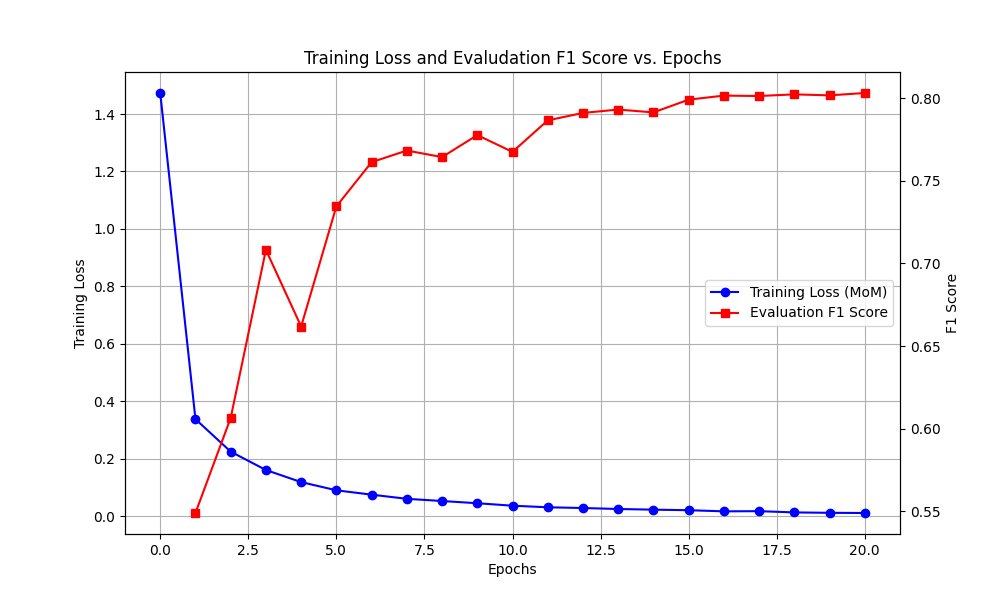 Training Loss and Evaludation F1 Score vs. Epochs
1.4
1.2
1.0
0.8
0.6
0.4
0.2
0.0
Training Loss
0.80
0.75
0.70
0.65
0.60
0.55
F1 Score
Training Loss (MoM)
Evaluation F1 Score
0.0 2.5 5.0 7.5 10.0 12.5 15.0 17.5 20.0
Epochs